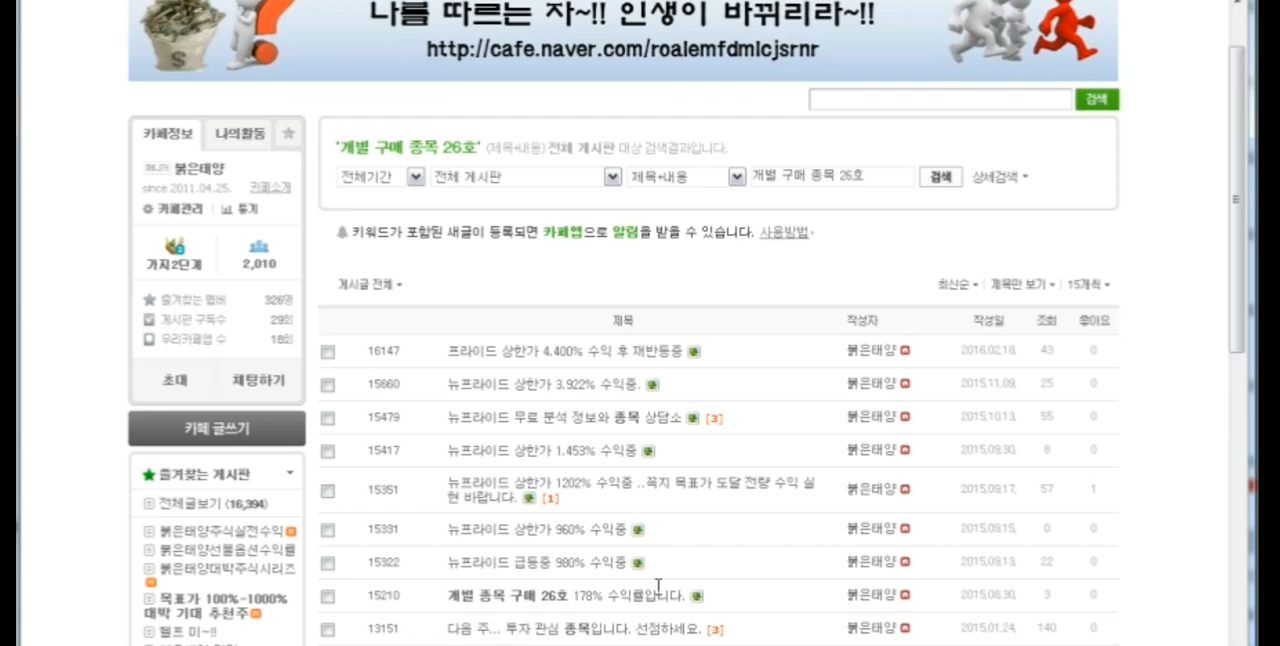 나를 따르는 자~!! 인생이 바뀌리라~!!
http://cafe.naver.com/roalemfdmlcjsrnr
검색
카페정보 나의활동
매니저 붉은태양
since 2011.04.25. 카페소개
카페관리 통계
가지2단계 2,010
즐겨찾는 멤버 326명
게시판 구독수 29회
우리카페앱 수 18회
초대 채팅하기
카페 글쓰기
즐겨찾는 게시판
전체글보기 (16,394)
붉은태양주식실전수익
붉은태양선물옵션수익률
붉은태양대박주식시리즈
목표가 100%-1000%
대박 기대 추천주
헬프 미~!!
'개별 구매 종목 26호' (제목+내용) 전체 게시판 대상 검색결과입니다.
전체기간 전체 게시판 제목+내용 개별 구매 종목 26호 검색 상세검색
키워드가 포함된 새글이 등록되면 카페앱으로 알림을 받을 수 있습니다. 사용방법
게시글 전체 최신순 제목만 보기 15개씩
제목 작성자 작성일 조회 좋아요
16147 프라이드 상한가 4.400% 수익 후 재반등중 붉은태양 2016.02.18. 43 0
15660 뉴프라이드 상한가 3.922% 수익중. 붉은태양 2015.11.09. 25 0
15479 뉴프라이드 무료 분석 정보와 종목 상담소 [3] 붉은태양 2015.10.13. 55 0
15417 뉴프라이드 상한가 1.453% 수익중 붉은태양 2015.09.30. 8 0
15351 뉴프라이드 상한가 1202% 수익중 ..꼭지 목표가 도달 전량 수익 실
현 바랍니다. [1] 붉은태양 2015.09.17. 57 1
15331 뉴프라이드 상한가 960% 수익중 붉은태양 2015.09.15. 0 0
15322 뉴프라이드 급등중 980% 수익중 붉은태양 2015.09.13. 22 0
15210 개별 종목 구매 26호 178% 수익률입니다. 붉은태양 2015.08.30. 3 0
13151 다음 주... 투자 관심 종목입니다. 선점하세요. [3] 붉은태양 2015.01.24. 140 0